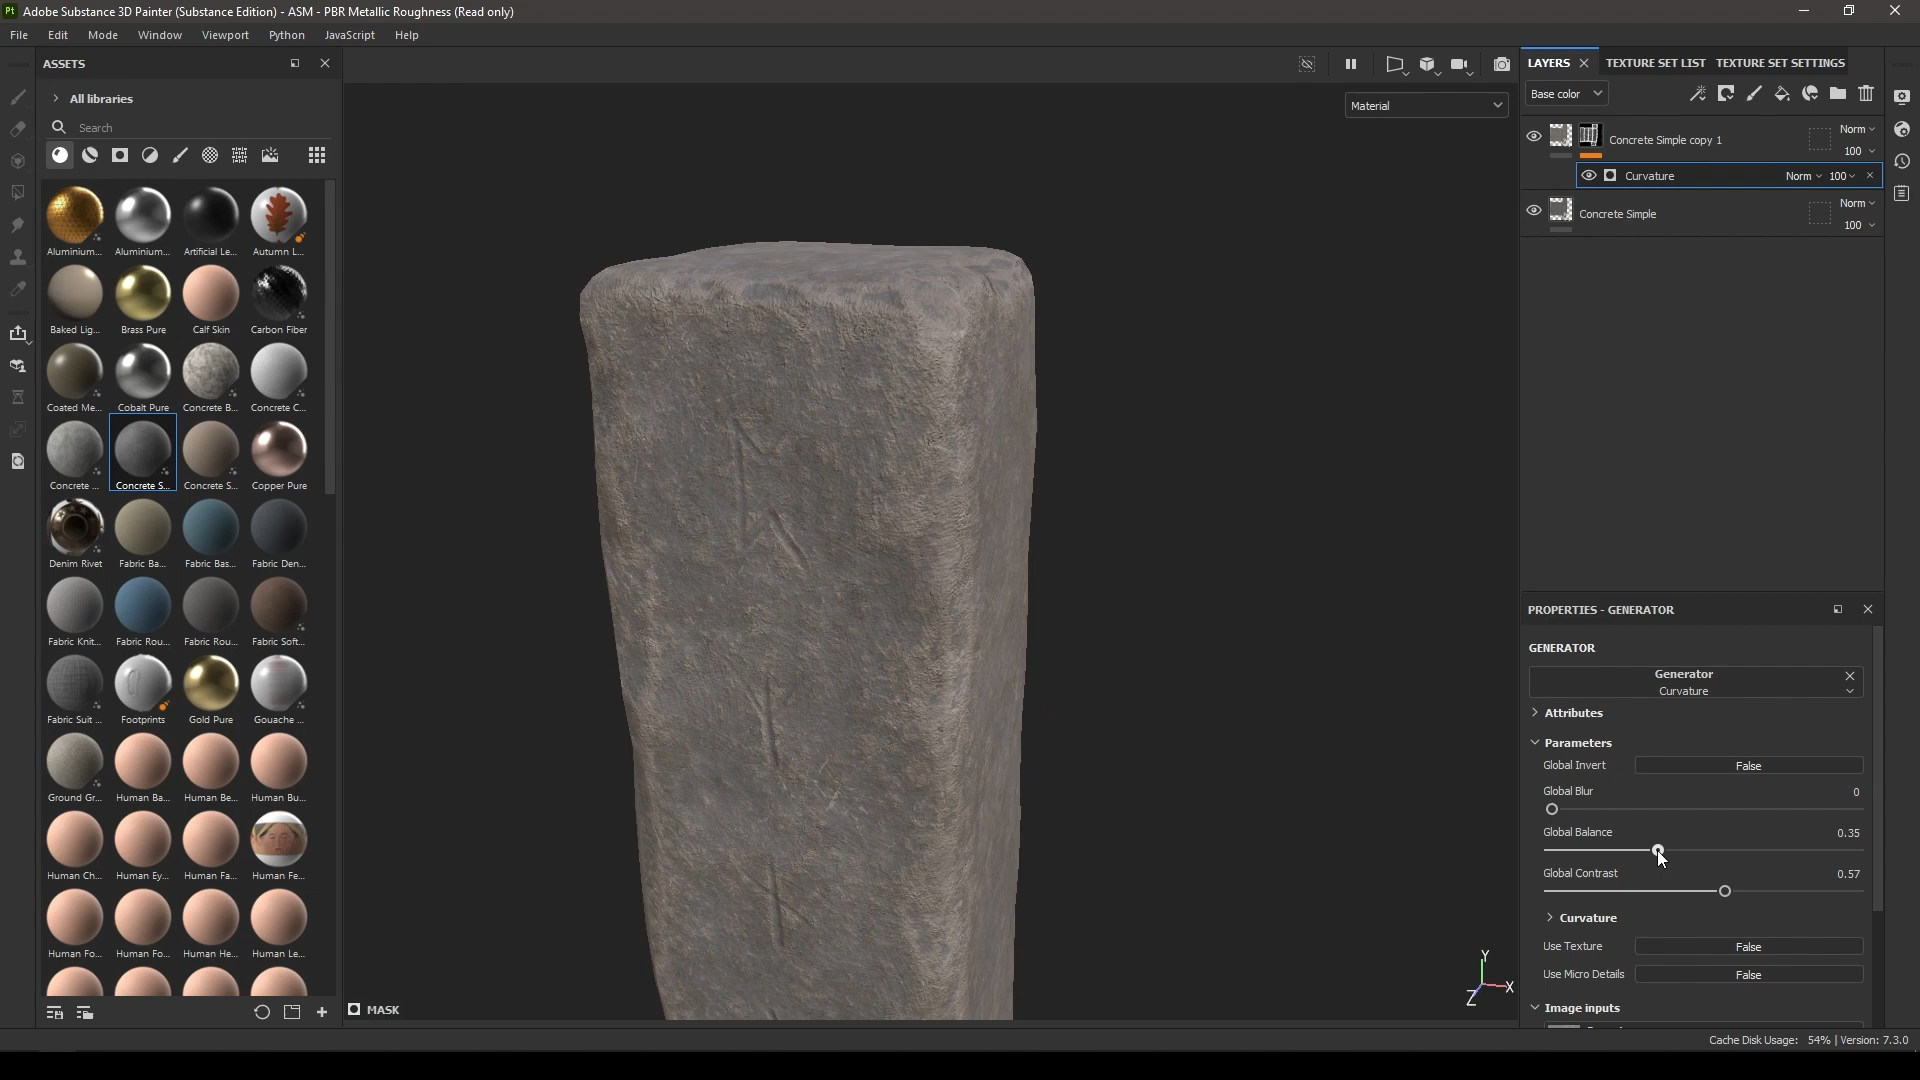 Pt Adobe Substance 3D Painter (Substance Edition) - ASM - PBR Metallic Roughness (Read only)
File Edit Mode Window Viewport Python JavaScript Help
ASSETS
All libraries
Search
Aluminium... Aluminium... Artificial Le... Autumn L...
Baked Lig... Brass Pure Calf Skin Carbon Fiber
Coated Me... Cobalt Pure Concrete B... Concrete C...
Concrete ... Concrete S... Concrete S... Copper Pure
Denim Rivet Fabric Ba... Fabric Bas... Fabric Den...
Fabric Knit... Fabric Rou... Fabric Rou... Fabric Soft...
Fabric Suit ... Footprints Gold Pure Gouache ...
Ground Gr... Human Ba... Human Be... Human Bu...
Human Ch... Human Ey... Human Fa... Human Fe...
Human Fo... Human Fo... Human He... Human Le...
Material
Y
X
Z
MASK
LAYERS TEXTURE SET LIST TEXTURE SET SETTINGS
Base color
Concrete Simple copy 1 Norm
100
Curvature Norm 100
Concrete Simple Norm
100
PROPERTIES - GENERATOR
GENERATOR
Generator
Curvature
Attributes
Parameters
Global Invert False
Global Blur 0
Global Balance 0.35
Global Contrast 0.57
Curvature
Use Texture False
Use Micro Details False
Image inputs
Cache Disk Usage: 54% | Version: 7.3.0